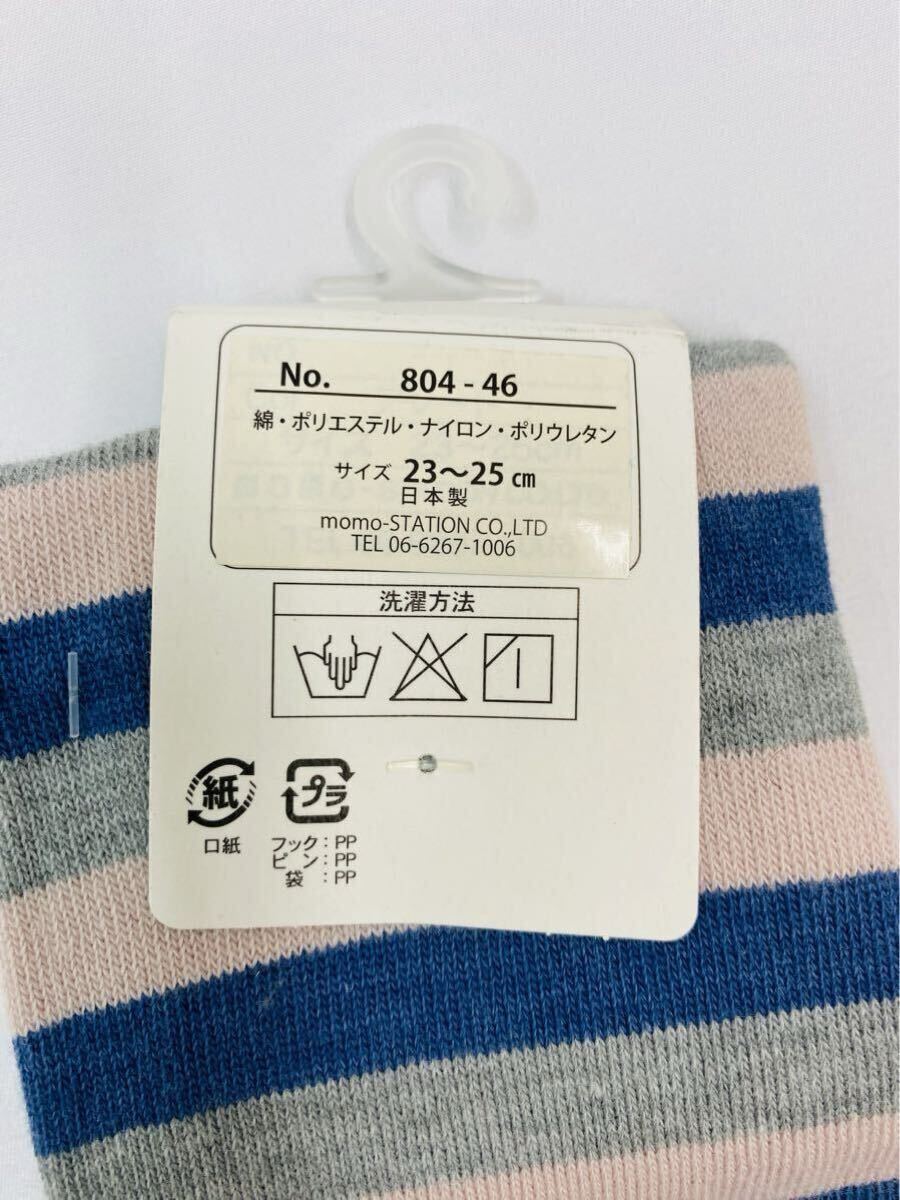 No. 804 - 46
綿・ポリエステル・ナイロン・ポリウレタン
サイズ 23〜25㎝
日本製
momo-STATION CO.,LTD
TEL 06-6267-1006
洗濯方法
紙
口紙
プラ
フック：PP
ピン：PP
袋：PP